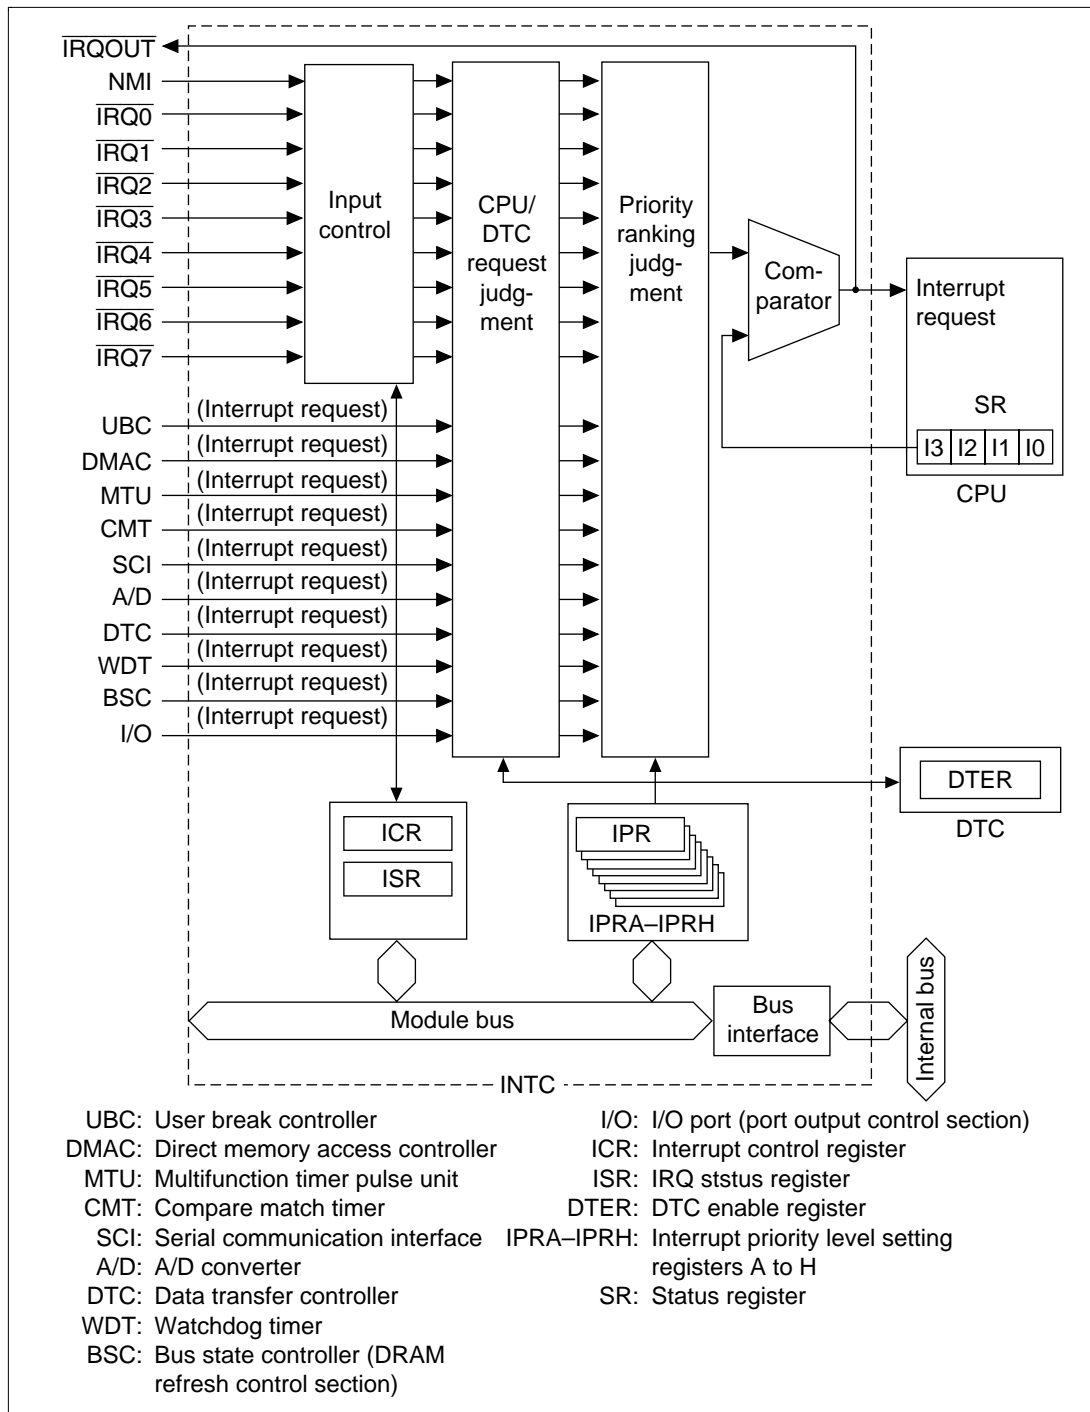 IRQOUT
NMI
IRQ0
IRQ1
IRQ2
IRQ3
IRQ4
IRQ5
IRQ6
IRQ7
UBC
DMAC
MTU
CMT
SCI
A/D
DTC
WDT
BSC
I/O
(Interrupt request)
(Interrupt request)
(Interrupt request)
(Interrupt request)
(Interrupt request)
(Interrupt request)
(Interrupt request)
(Interrupt request)
(Interrupt request)
(Interrupt request)
Input
control
CPU/
DTC
request
judg-
ment
Priority
ranking
judg-
ment
Com-
parator
Interrupt
request
SR
I3 I2 I1 I0
CPU
DTER
DTC
ICR
ISR
IPR
IPRA–IPRH
Module bus
Bus
interface
Internal bus
INTC
UBC: User break controller
DMAC: Direct memory access controller
MTU: Multifunction timer pulse unit
CMT: Compare match timer
SCI: Serial communication interface
A/D: A/D converter
DTC: Data transfer controller
WDT: Watchdog timer
BSC: Bus state controller (DRAM
refresh control section)
I/O: I/O port (port output control section)
ICR: Interrupt control register
ISR: IRQ ststus register
DTER: DTC enable register
IPRA–IPRH: Interrupt priority level setting
registers A to H
SR: Status register